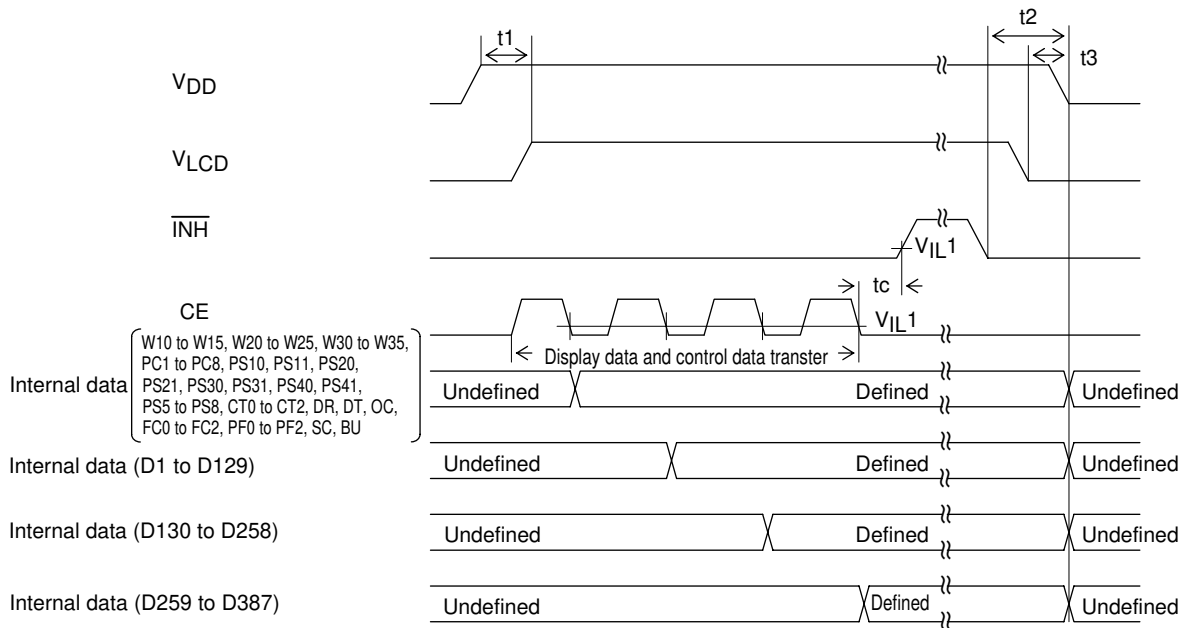 t1
t2
t3
VDD
VLCD
INH
VIL1
tc
CE
VIL1
Display data and control data transter
Internal data
W10 to W15, W20 to W25, W30 to W35,
PC1 to PC8, PS10, PS11, PS20,
PS21, PS30, PS31, PS40, PS41,
PS5 to PS8, CT0 to CT2, DR, DT, OC,
FC0 to FC2, PF0 to PF2, SC, BU
Undefined Defined Undefined
Internal data (D1 to D129) Undefined Defined Undefined
Internal data (D130 to D258) Undefined Defined Undefined
Internal data (D259 to D387) Undefined Defined Undefined